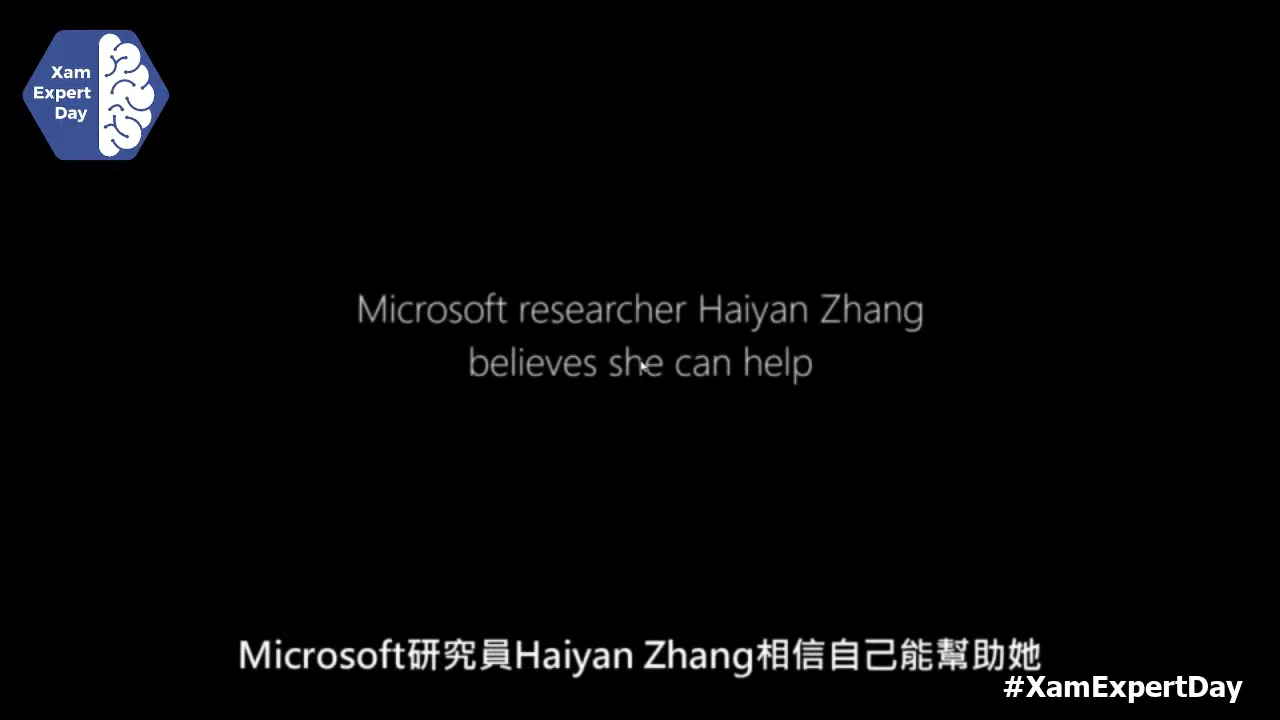 Xam
Expert
Day
Microsoft researcher Haiyan Zhang
believes she can help
Microsoft研究員Haiyan Zhang相信自己能幫助她
#XamExpertDay